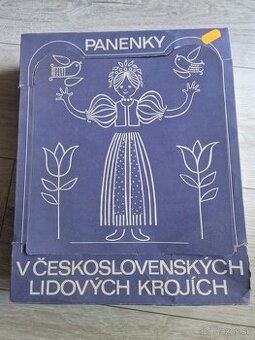 PANENKY
V ČESKOSLOVENSKÝCH
LIDOVÝCH KROJÍCH